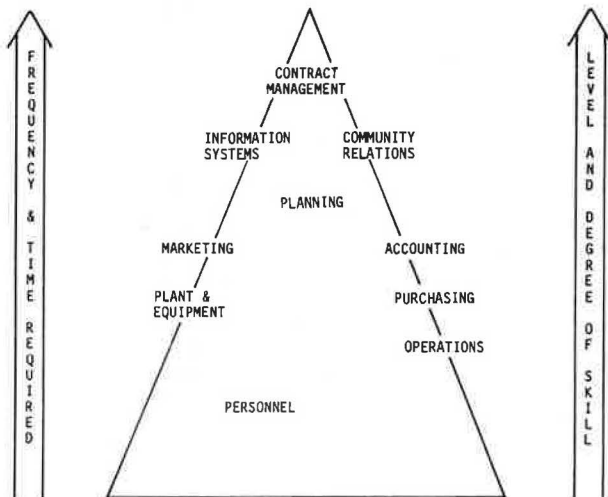 FREQUENCY & TIME REQUIRED
CONTRACT
MANAGEMENT
INFORMATION
SYSTEMS
COMMUNITY
RELATIONS
PLANNING
MARKETING
ACCOUNTING
PLANT &
EQUIPMENT
PURCHASING
OPERATIONS
PERSONNEL
LEVEL AND DEGREE OF SKILL